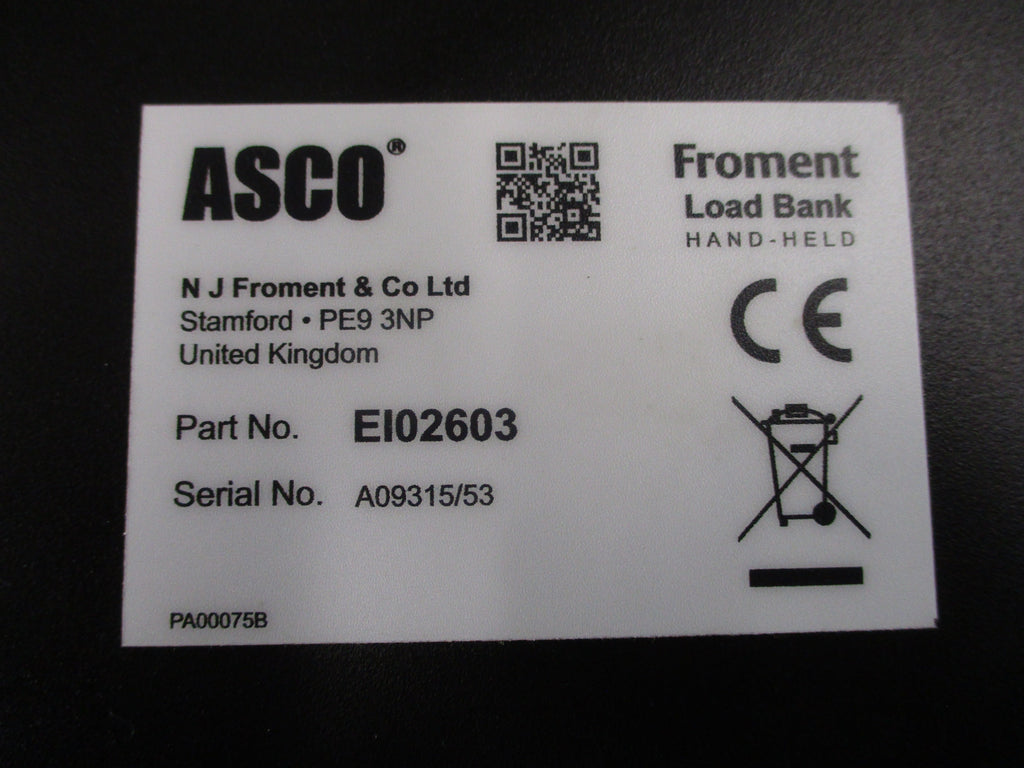 ASCO®
Froment
Load Bank
HAND-HELD
N J Froment & Co Ltd
Stamford • PE9 3NP
United Kingdom
CE
Part No. EI02603
Serial No. A09315/53
PA00075B